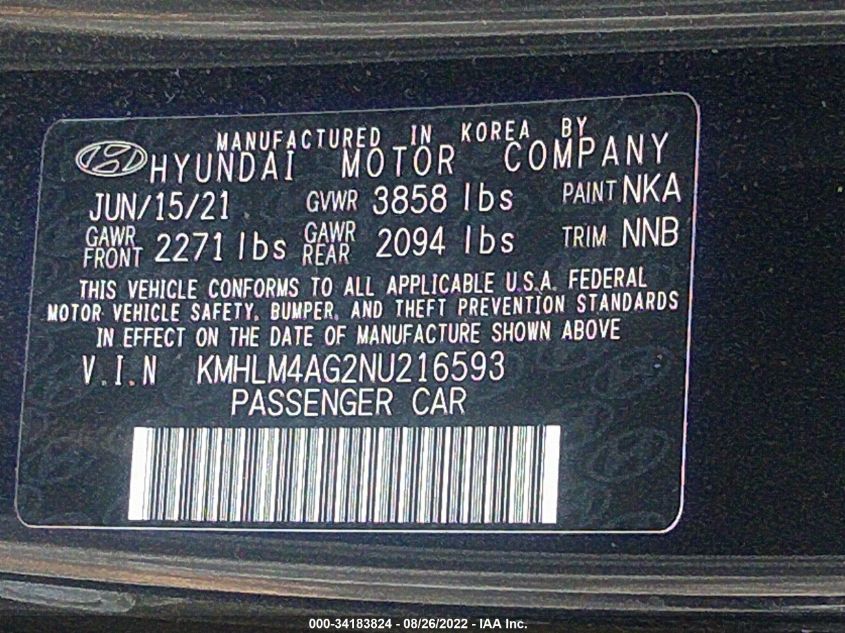 MANUFACTURED IN KOREA BY
HYUNDAI MOTOR COMPANY
JUN/15/21 GVWR 3858 lbs PAINT NKA
GAWR FRONT 2271 lbs GAWR REAR 2094 lbs TRIM NNB
THIS VEHICLE CONFORMS TO ALL APPLICABLE U.S.A. FEDERAL
MOTOR VEHICLE SAFETY, BUMPER, AND THEFT PREVENTION STANDARDS
IN EFFECT ON THE DATE OF MANUFACTURE SHOWN ABOVE
V.I.N KMHLM4AG2NU216593
PASSENGER CAR
000-34183824 - 08/26/2022 - IAA Inc.